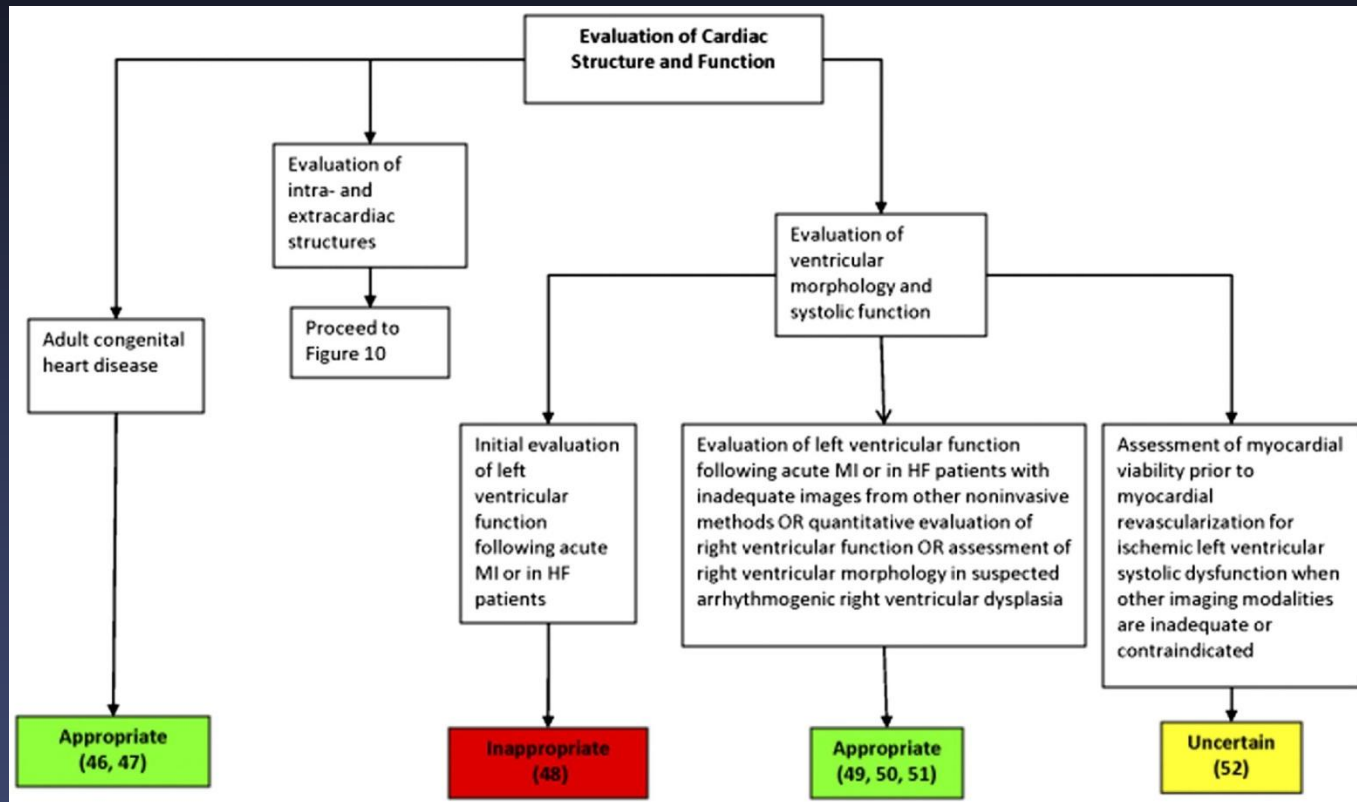 Evaluation of Cardiac
Structure and Function
Evaluation of
intra- and
extracardiac
structures
Evaluation of
ventricular
morphology and
systolic function
Proceed to
Figure 10
Adult congenital
heart disease
Initial evaluation
of left
ventricular
function
following acute
MI or in HF
patients
Evaluation of left ventricular function
following acute MI or in HF patients with
inadequate images from other noninvasive
methods OR quantitative evaluation of
right ventricular function OR assessment of
right ventricular morphology in suspected
arrhythmogenic right ventricular dysplasia
Assessment of myocardial
viability prior to
myocardial
revascularization for
ischemic left ventricular
systolic dysfunction when
other imaging modalities
are inadequate or
contraindicated
Appropriate
(46, 47)
Inappropriate
(48)
Appropriate
(49, 50, 51)
Uncertain
(52)